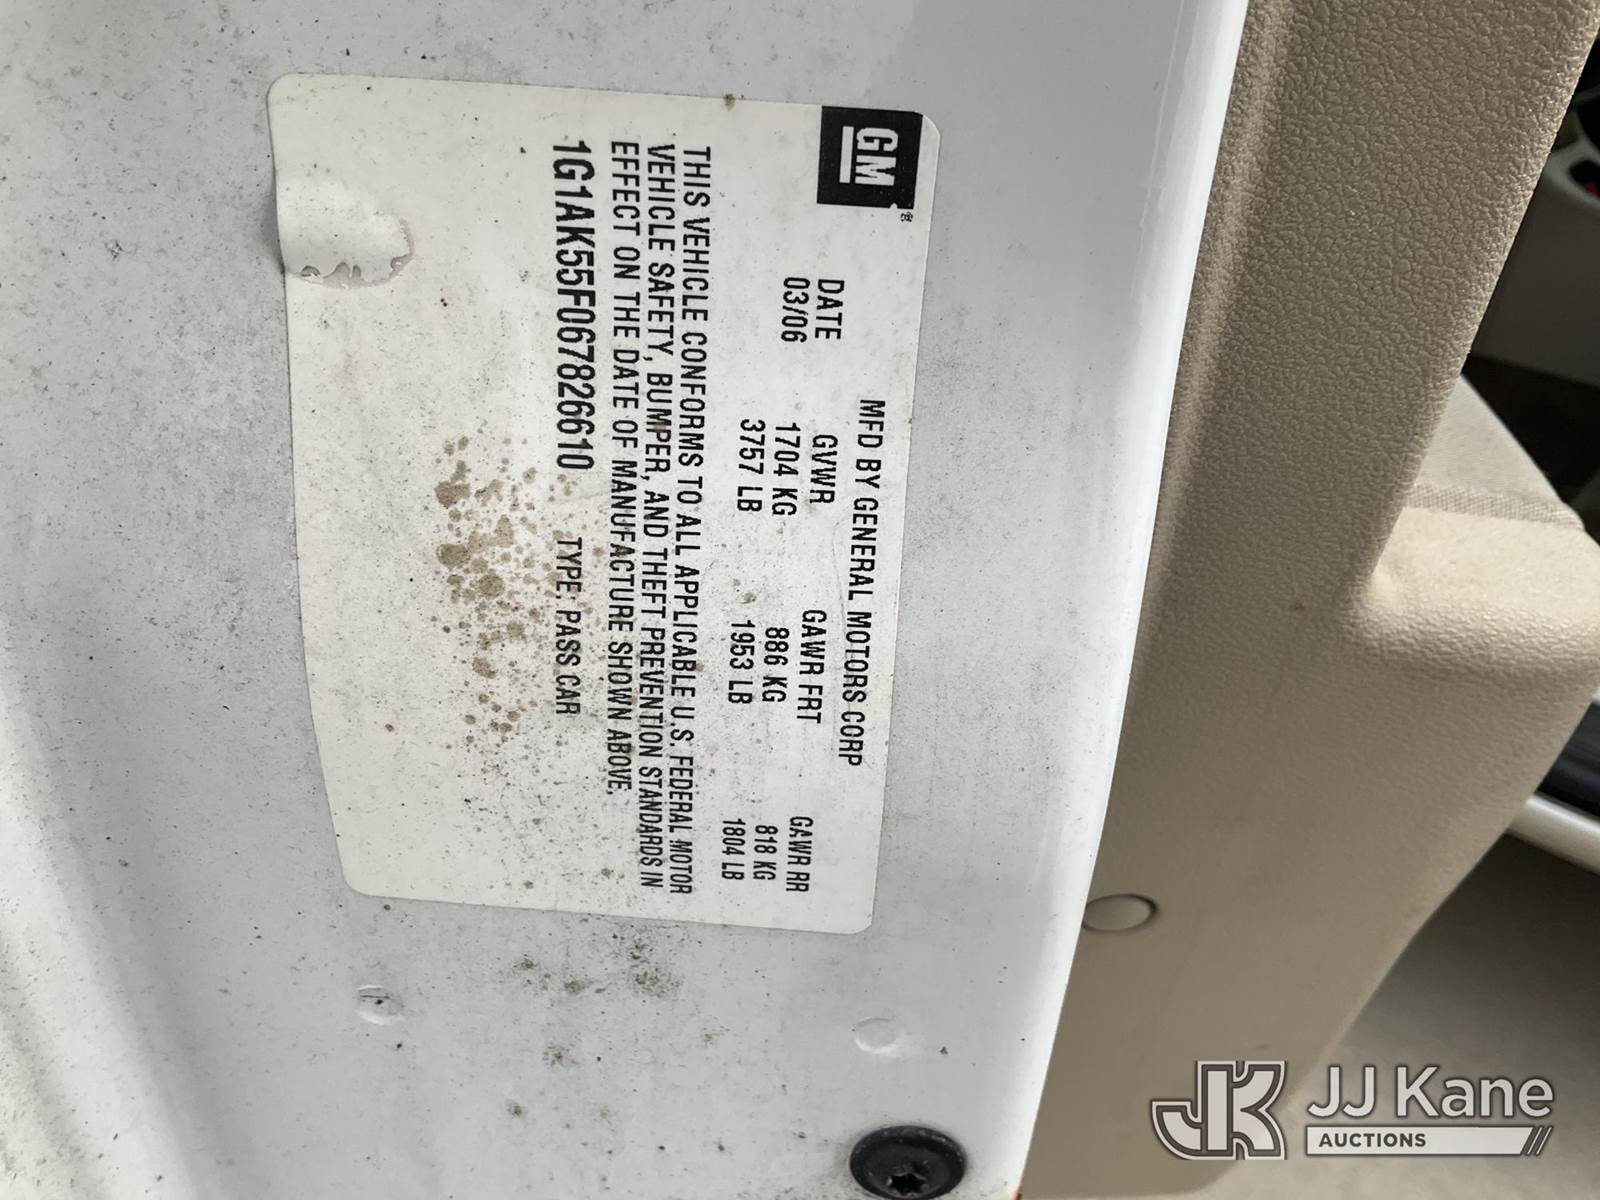 GM
MFD BY GENERAL MOTORS CORP
DATE GVWR GAWR FRT GAWR RR
03/06 1704 KG 886 KG 818 KG
3757 LB 1953 LB 1804 LB
THIS VEHICLE CONFORMS TO ALL APPLICABLE U.S. FEDERAL MOTOR
VEHICLE SAFETY, BUMPER, AND THEFT PREVENTION STANDARDS IN
EFFECT ON THE DATE OF MANUFACTURE SHOWN ABOVE.
1G1AK55F067826610 TYPE: PASS CAR
JJ Kane
AUCTIONS